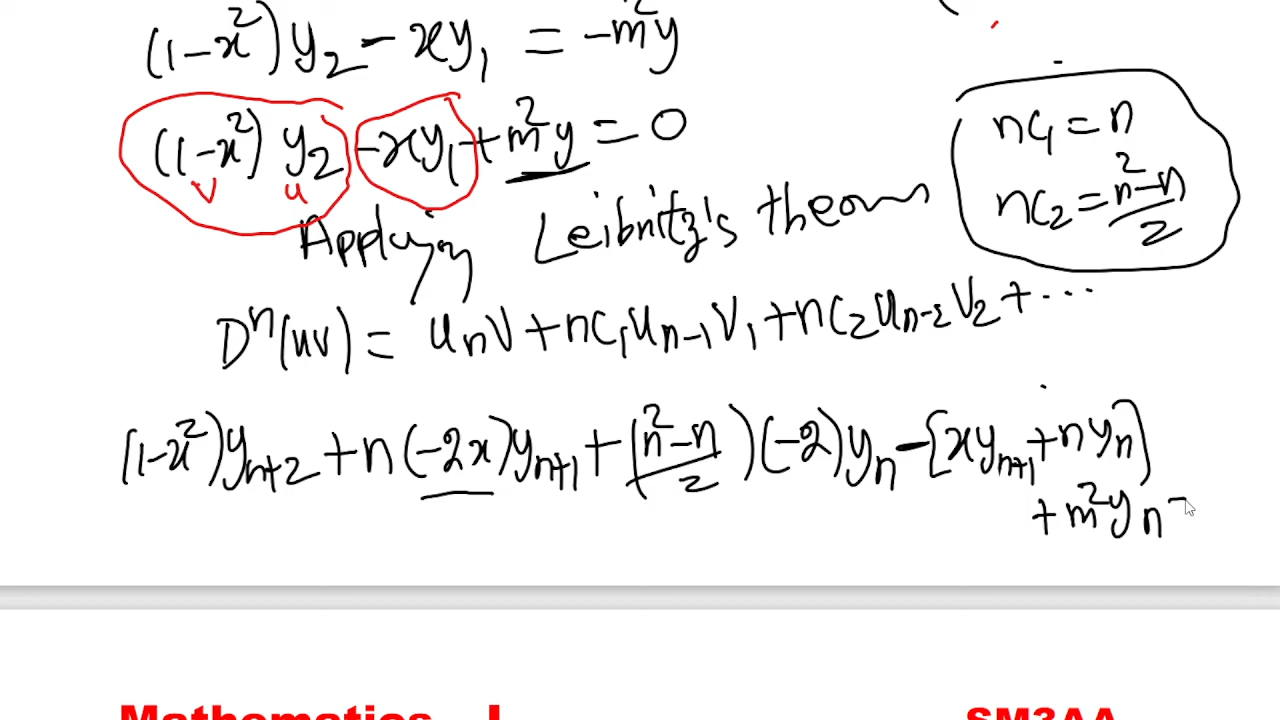 (1-x²) y₂ - xy₁ = -m²y
(1-x²) y₂ - xy₁ + m²y = 0
v u
nc₁ = n
nc₂ = n²-n / 2
Applying Leibnitz's theorem
Dⁿ(uv) = uₙv + nc₁uₙ₋₁v₁ + nc₂uₙ₋₂v₂ + ...
(1-x²)yₙ₊₂ + n(-2x)yₙ₊₁ + (n²-n / 2)(-2)yₙ - [xyₙ₊₁ + nyₙ]
+ m²yₙ
Mathematics - I
SM3AA